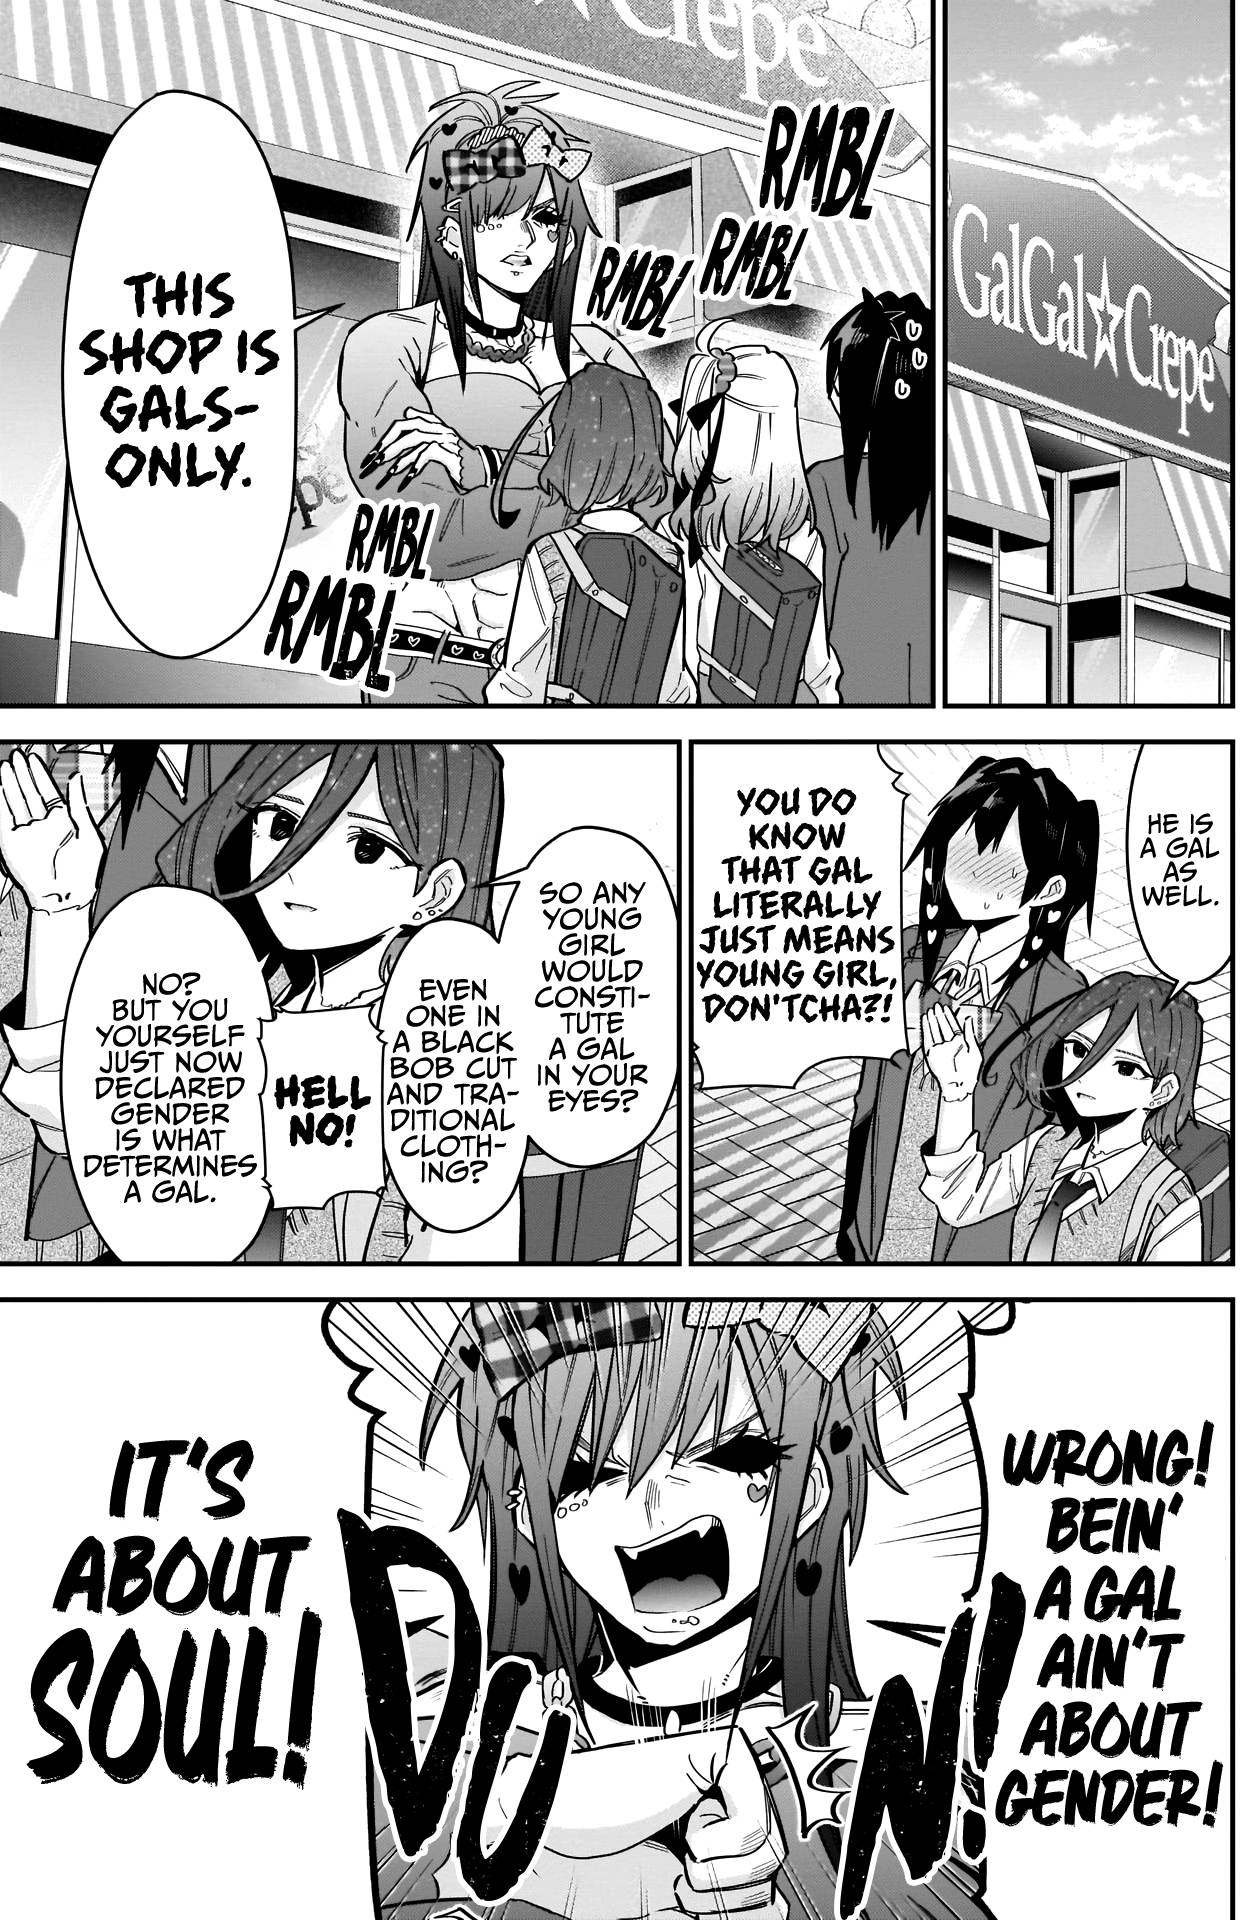 GalGal☆Crepe
☆Crepe
THIS
SHOP IS
GALS-
ONLY.
RMBL
RMBL
RMBL
RMBL
RMBL
HE IS
A GAL
AS
WELL.
YOU DO
KNOW
THAT GAL
LITERALLY
JUST MEANS
YOUNG GIRL,
DON'TCHA?!
SO ANY
YOUNG
GIRL
WOULD
CONSTI-
TUTE
A GAL
IN YOUR
EYES?
EVEN
ONE IN
A BLACK
BOB CUT
AND TRA-
DITIONAL
CLOTH-
ING?
HELL
NO!
NO?
BUT YOU
YOURSELF
JUST NOW
DECLARED
GENDER
IS WHAT
DETERMINES
A GAL.
WRONG!
BEIN'
A GAL
AIN'T
ABOUT
GENDER!
IT'S
ABOUT
SOUL!
DUN!